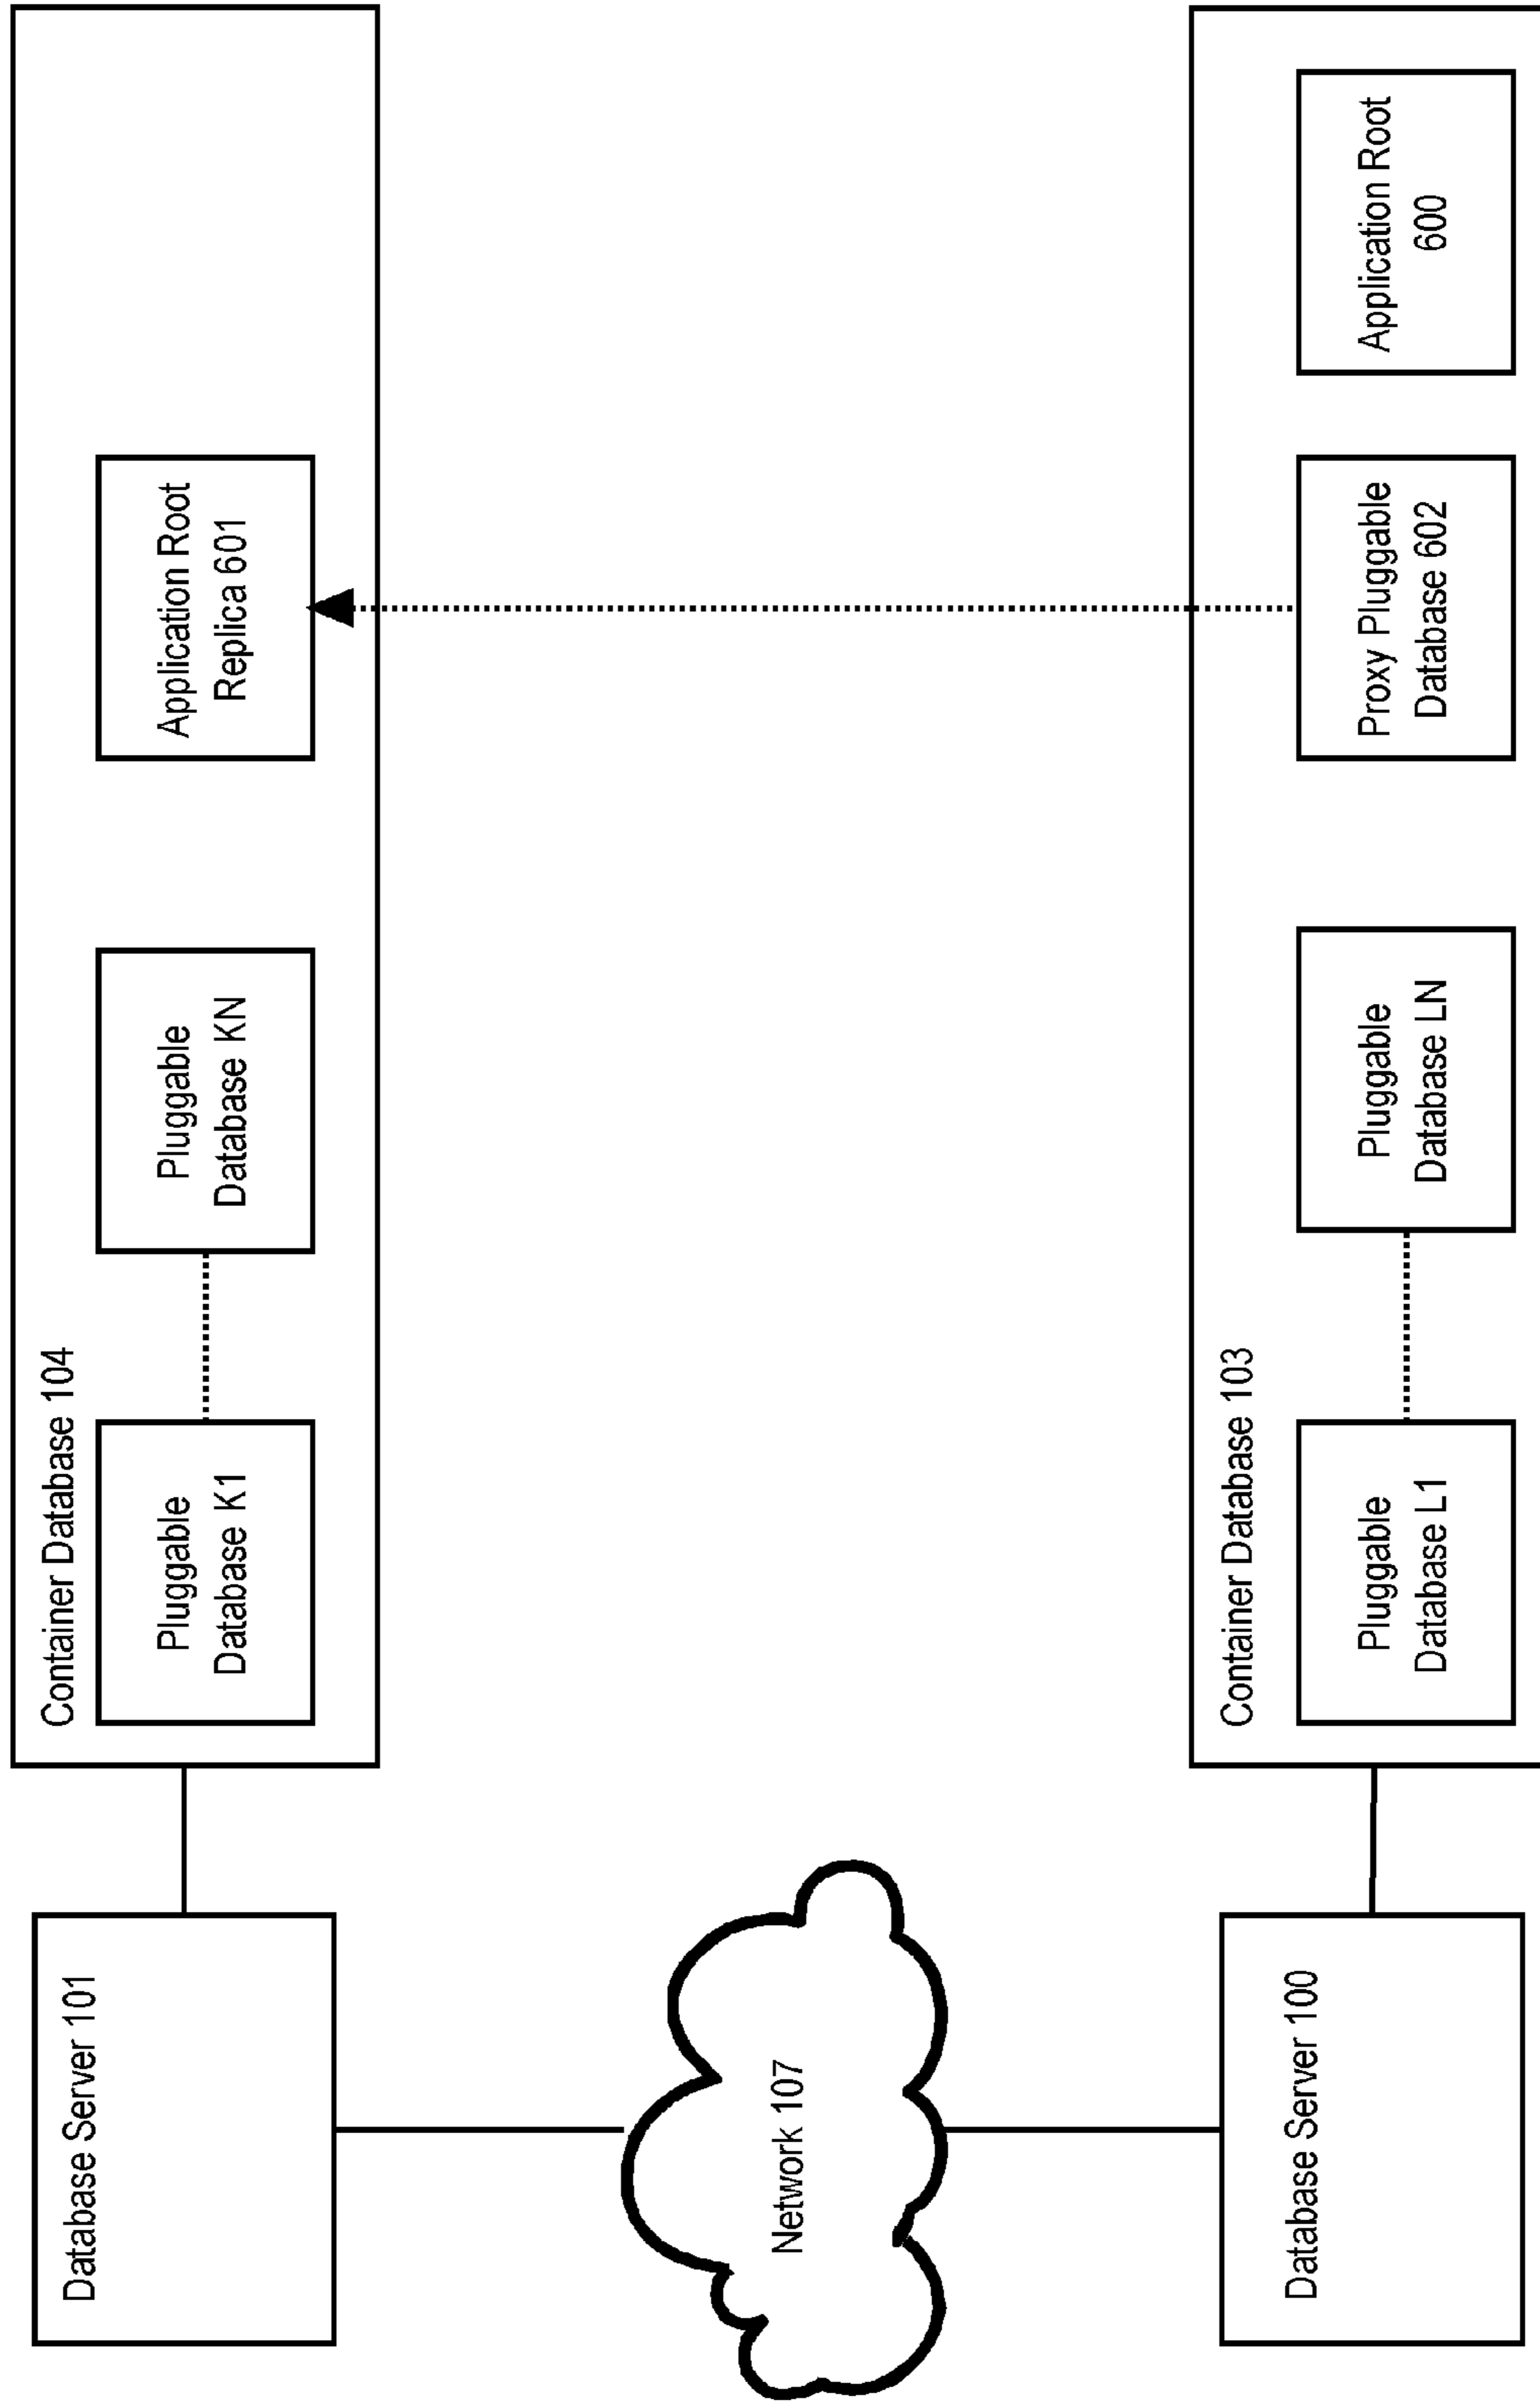 Database Server 101
Container Database 104
Pluggable
Database K1
Pluggable
Database KN
Application Root
Replica 601
Network 107
Database Server 100
Container Database 103
Pluggable
Database L1
Pluggable
Database LN
Proxy Pluggable
Database 602
Application Root
600